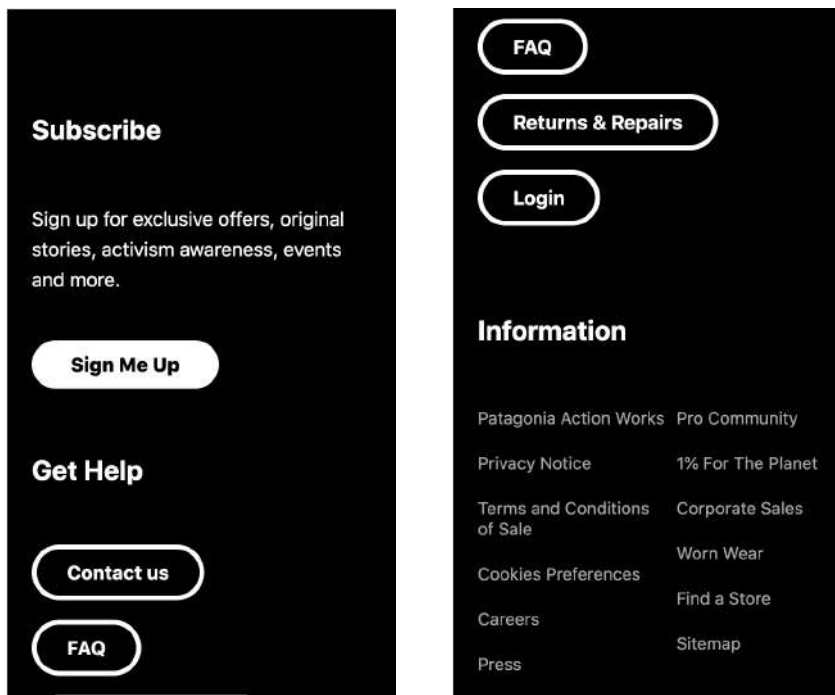 Subscribe
Sign up for exclusive offers, original
stories, activism awareness, events
and more.
Sign Me Up
Get Help
Contact us
FAQ
FAQ
Returns & Repairs
Login
Information
Patagonia Action Works
Privacy Notice
Terms and Conditions
of Sale
Cookies Preferences
Careers
Press
Pro Community
1% For The Planet
Corporate Sales
Worn Wear
Find a Store
Sitemap